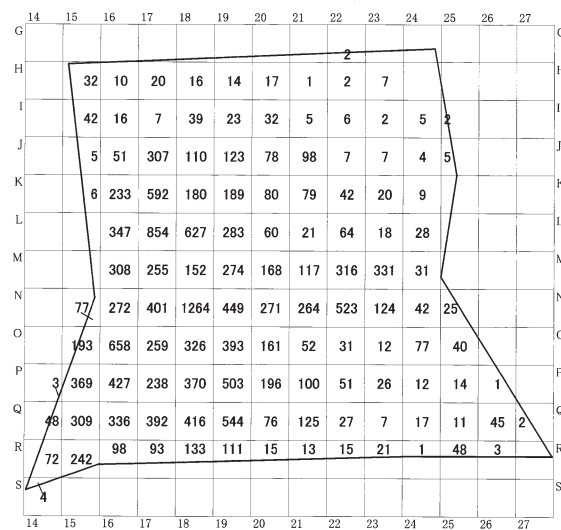 14 15 16 17 18 19 20 21 22 23 24 25 26 27
G
2
H
32 10 20 16 14 17 1 2 7
I I
42 16 7 39 23 32 5 6 2 5 2
J J
5 51 307 110 123 78 98 7 7 4 5
K K
6 233 592 180 189 80 79 42 20 9
L
347 854 627 283 60 21 64 18 28
M
308 255 152 274 168 117 316 331 31
N N
77 272 401 1264 449 271 264 523 124 42 25
O
193 658 259 326 393 161 52 31 12 77 40
P
3 369 427 238 370 503 196 100 51 26 12 14 1
Q
48 309 336 392 416 544 76 125 27 7 17 11 45 2
R R
72 242 98 93 133 111 15 13 15 21 1 48 3
S S
4
14 15 16 17 18 19 20 21 22 23 24 25 26 27